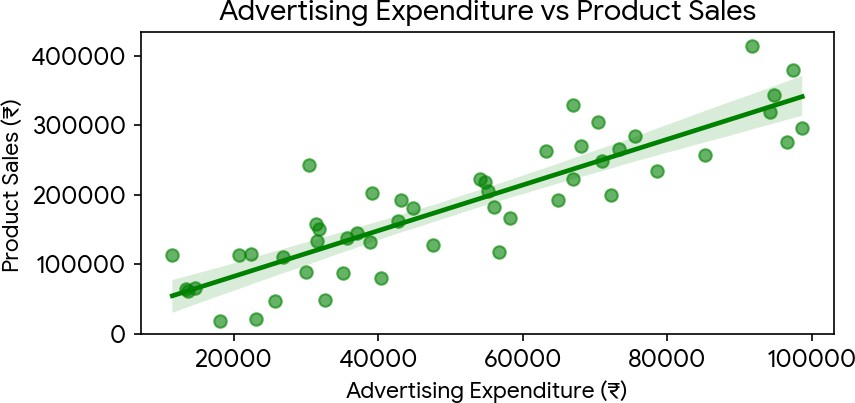 Advertising Expenditure vs Product Sales
Product Sales (₹)
400000
300000
200000
100000
0
20000 40000 60000 80000 100000
Advertising Expenditure (₹)